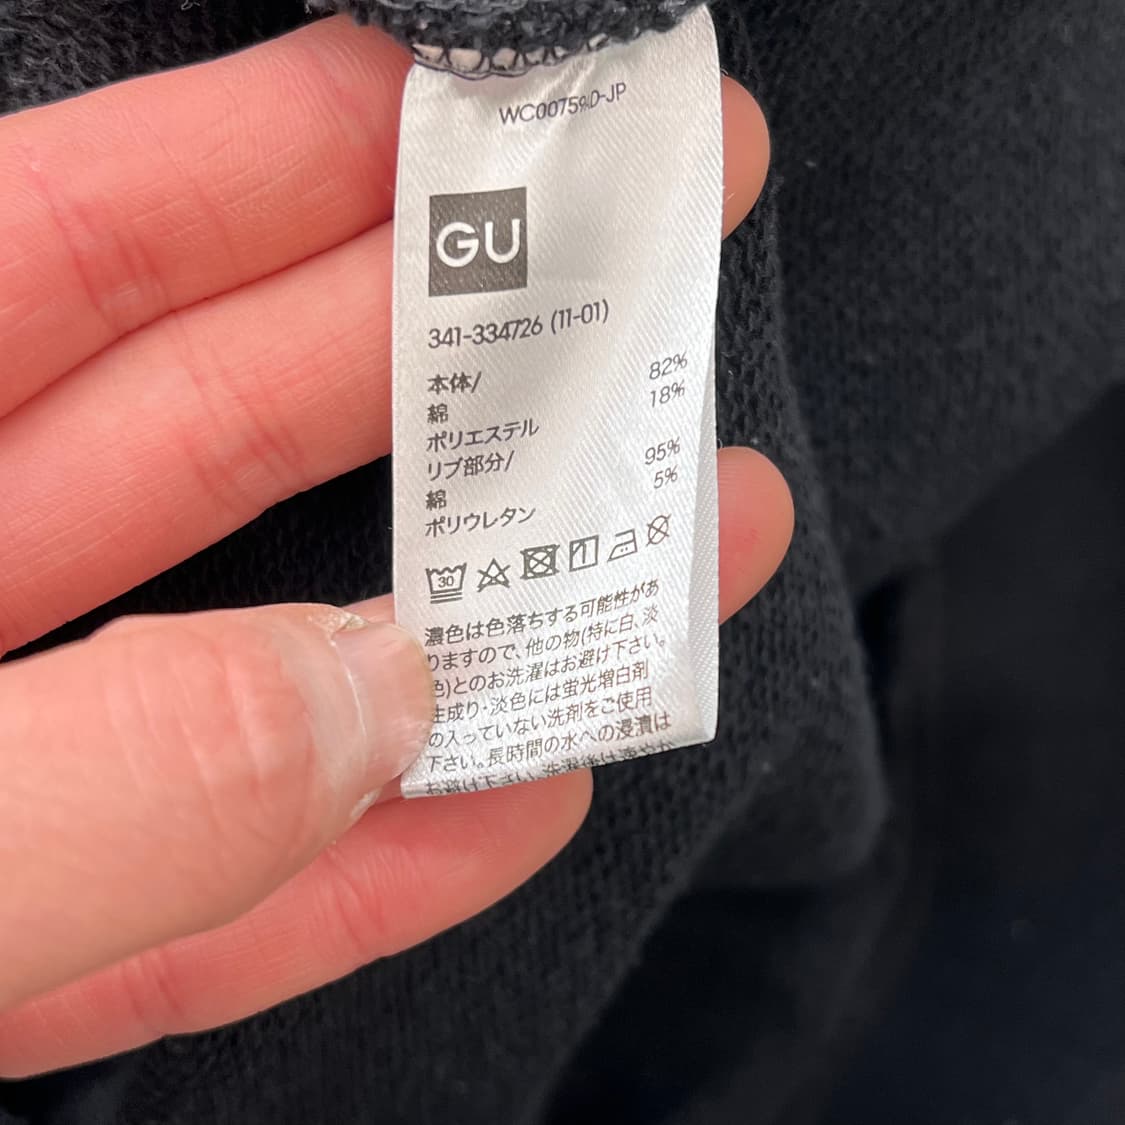 GU
341-334726 (11-01)
本体/
綿 82%
ポリエステル 18%
リブ部分/
綿 95%
ポリウレタン 5%
30
濃色は色落ちする可能性があ
りますので、他の物(特に白、淡
色)とのお洗濯はお避け下さい。
生成り・淡色には蛍光増白剤
の入っていない洗剤をご使用
下さい。長時間の水への浸漬は